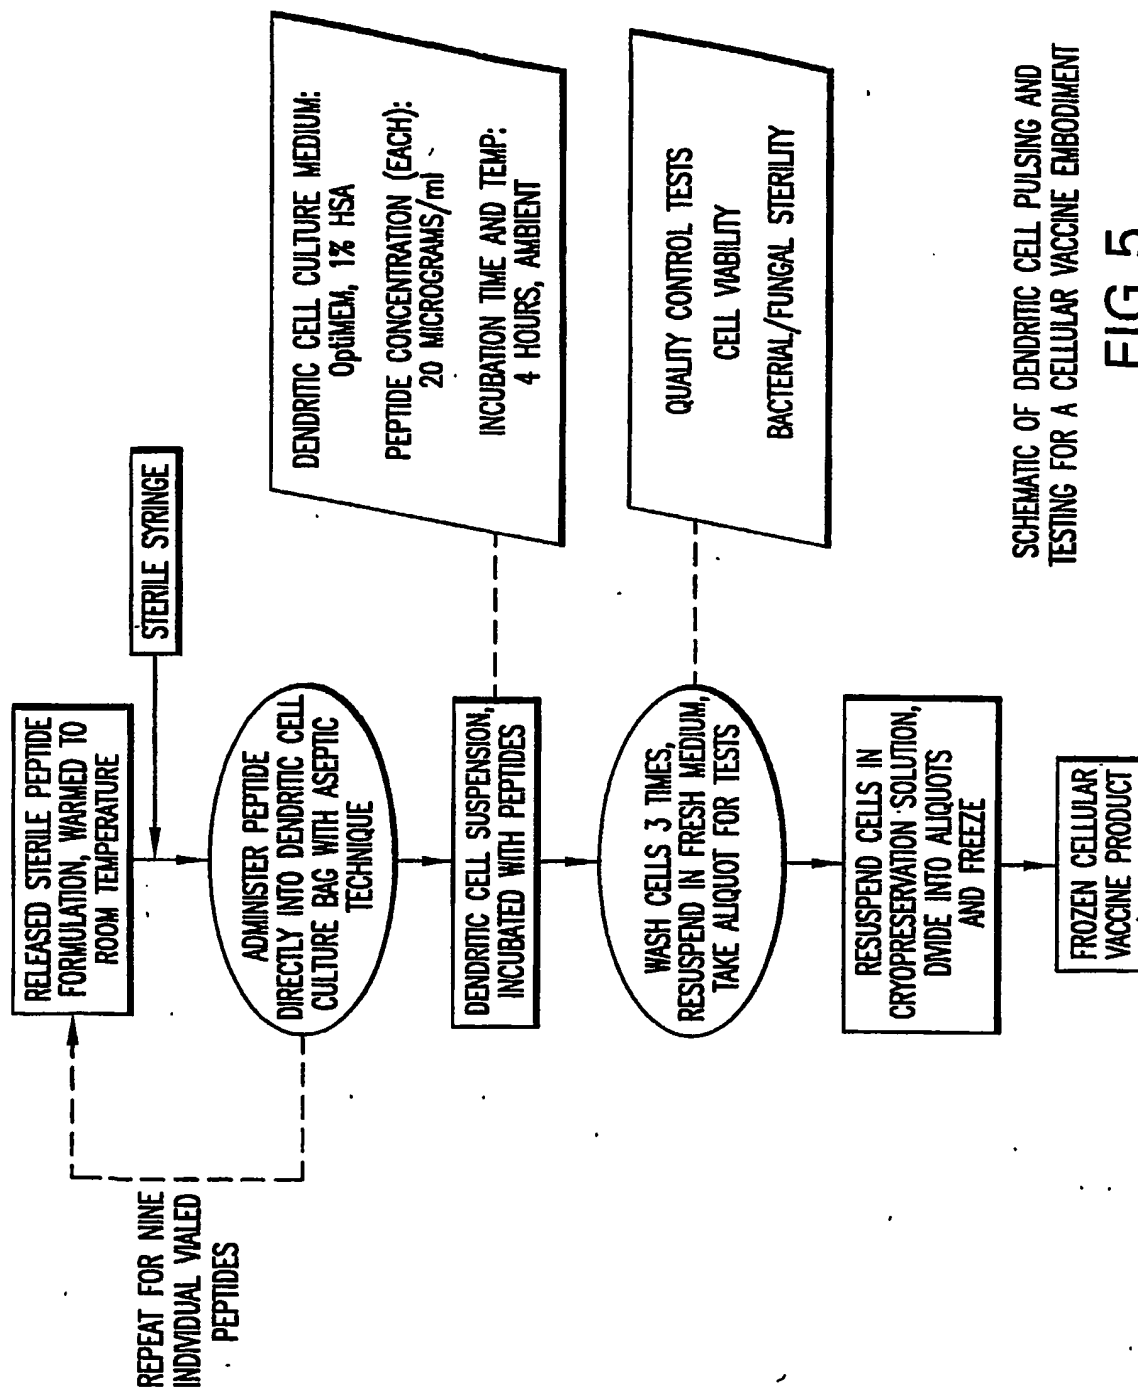 RELEASED STERILE PEPTIDE
FORMULATION, WARMED TO
ROOM TEMPERATURE
STERILE SYRINGE
REPEAT FOR NINE
INDIVIDUAL VIALED
PEPTIDES
ADMINISTER PEPTIDE
DIRECTLY INTO DENDRITIC CELL
CULTURE BAG WITH ASEPTIC
TECHNIQUE
DENDRITIC CELL SUSPENSION,
INCUBATED WITH PEPTIDES
DENDRITIC CELL CULTURE MEDIUM:
OptiMEM, 1% HSA
PEPTIDE CONCENTRATION (EACH):
20 MICROGRAMS/ml
INCUBATION TIME AND TEMP:
4 HOURS, AMBIENT
WASH CELLS 3 TIMES,
RESUSPEND IN FRESH MEDIUM,
TAKE ALIQUOT FOR TESTS
QUALITY CONTROL TESTS
CELL VIABILITY
BACTERIAL/FUNGAL STERILITY
RESUSPEND CELLS IN
CRYOPRESERVATION SOLUTION,
DIVIDE INTO ALIQUOTS
AND FREEZE
FROZEN CELLULAR
VACCINE PRODUCT
SCHEMATIC OF DENDRITIC CELL PULSING AND
TESTING FOR A CELLULAR VACCINE EMBODIMENT
FIG. 5